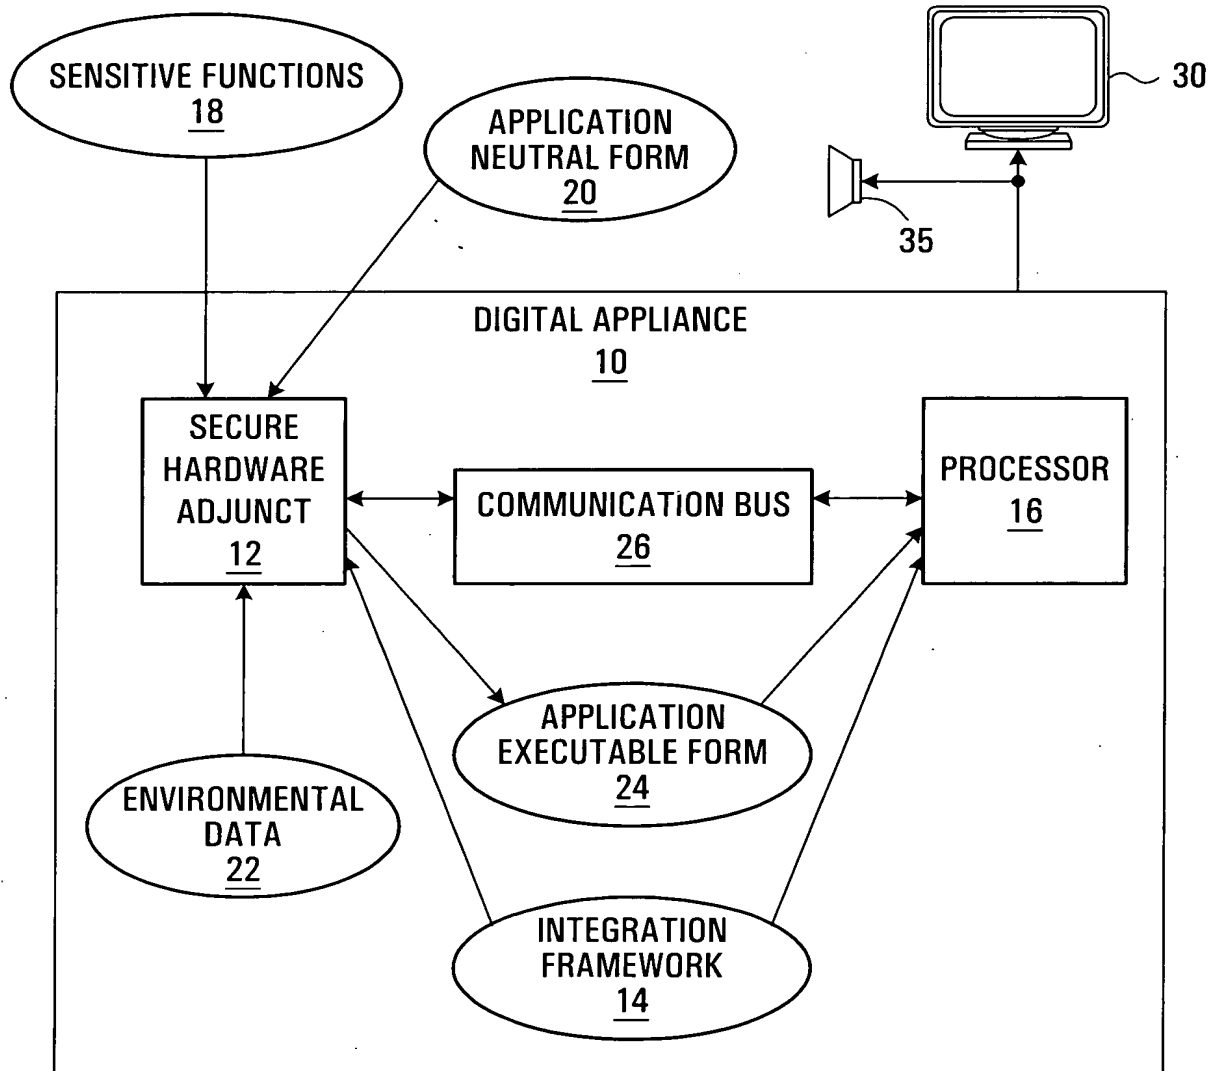 SENSITIVE FUNCTIONS
18
APPLICATION
NEUTRAL FORM
20
30
35
DIGITAL APPLIANCE
10
SECURE
HARDWARE
ADJUNCT
12
COMMUNICATION BUS
26
PROCESSOR
16
APPLICATION
EXECUTABLE FORM
24
ENVIRONMENTAL
DATA
22
INTEGRATION
FRAMEWORK
14